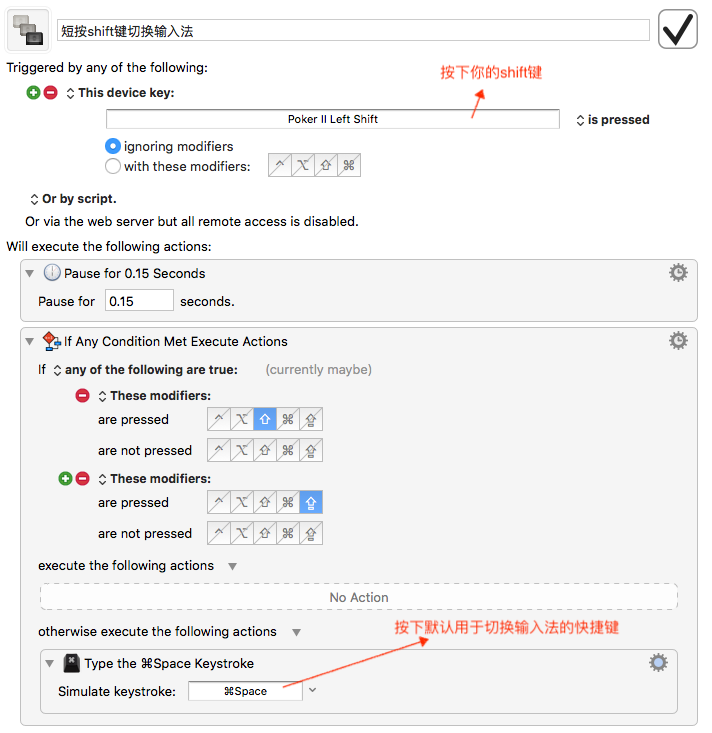 短按shift键切换输入法
Triggered by any of the following:
按下你的shift键
This device key:
Poker II Left Shift
is pressed
ignoring modifiers
with these modifiers: ^ ⌥ ⇧ ⌘
Or by script.
Or via the web server but all remote access is disabled.
Will execute the following actions:
Pause for 0.15 Seconds
Pause for 0.15 seconds.
If Any Condition Met Execute Actions
If any of the following are true: (currently maybe)
These modifiers:
are pressed ^ ⌥ ⇧ ⌘ ⇪
are not pressed ^ ⌥ ⇧ ⌘ ⇪
These modifiers:
are pressed ^ ⌥ ⇧ ⌘ ⇪
are not pressed ^ ⌥ ⇧ ⌘ ⇪
execute the following actions
No Action
otherwise execute the following actions
按下默认用于切换输入法的快捷键
Type the ⌘Space Keystroke
Simulate keystroke: ⌘Space